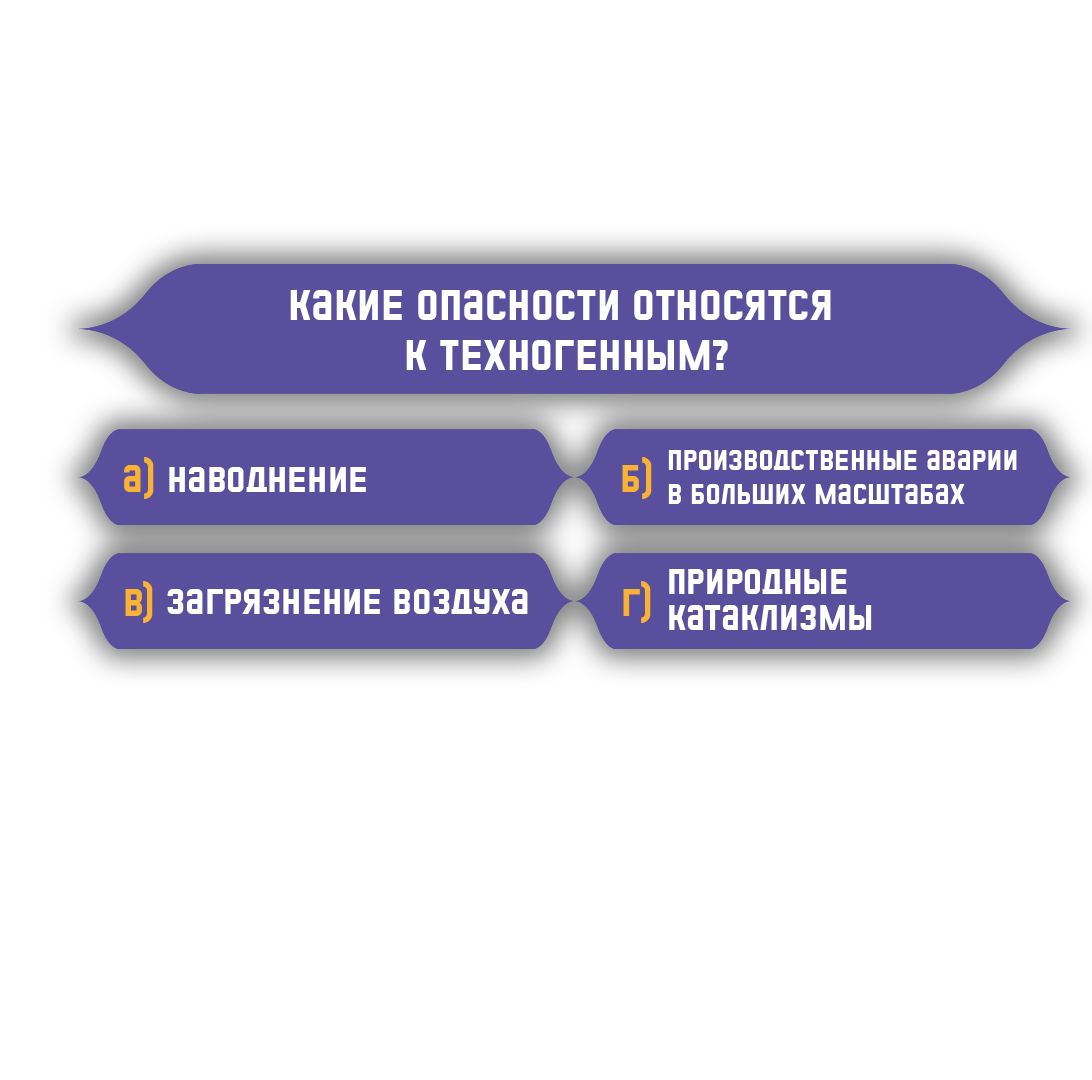 Какие опасности относятся
к техногенным?
а) Наводнение
б) Производственные аварии
в больших масштабах
в) Загрязнение воздуха
г) Природные
катаклизмы